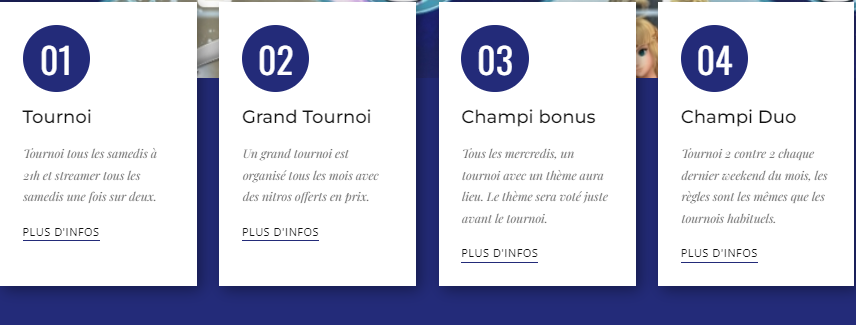 01
Tournoi
Tournoi tous les samedis à
21h et streamer tous les
samedis une fois sur deux.
PLUS D'INFOS
02
Grand Tournoi
Un grand tournoi est
organisé tous les mois avec
des nitros offerts en prix.
PLUS D'INFOS
03
Champi bonus
Tous les mercredis, un
tournoi avec un thème aura
lieu. Le thème sera voté juste
avant le tournoi.
PLUS D'INFOS
04
Champi Duo
Tournoi 2 contre 2 chaque
dernier weekend du mois, les
règles sont les mêmes que les
tournois habituels.
PLUS D'INFOS